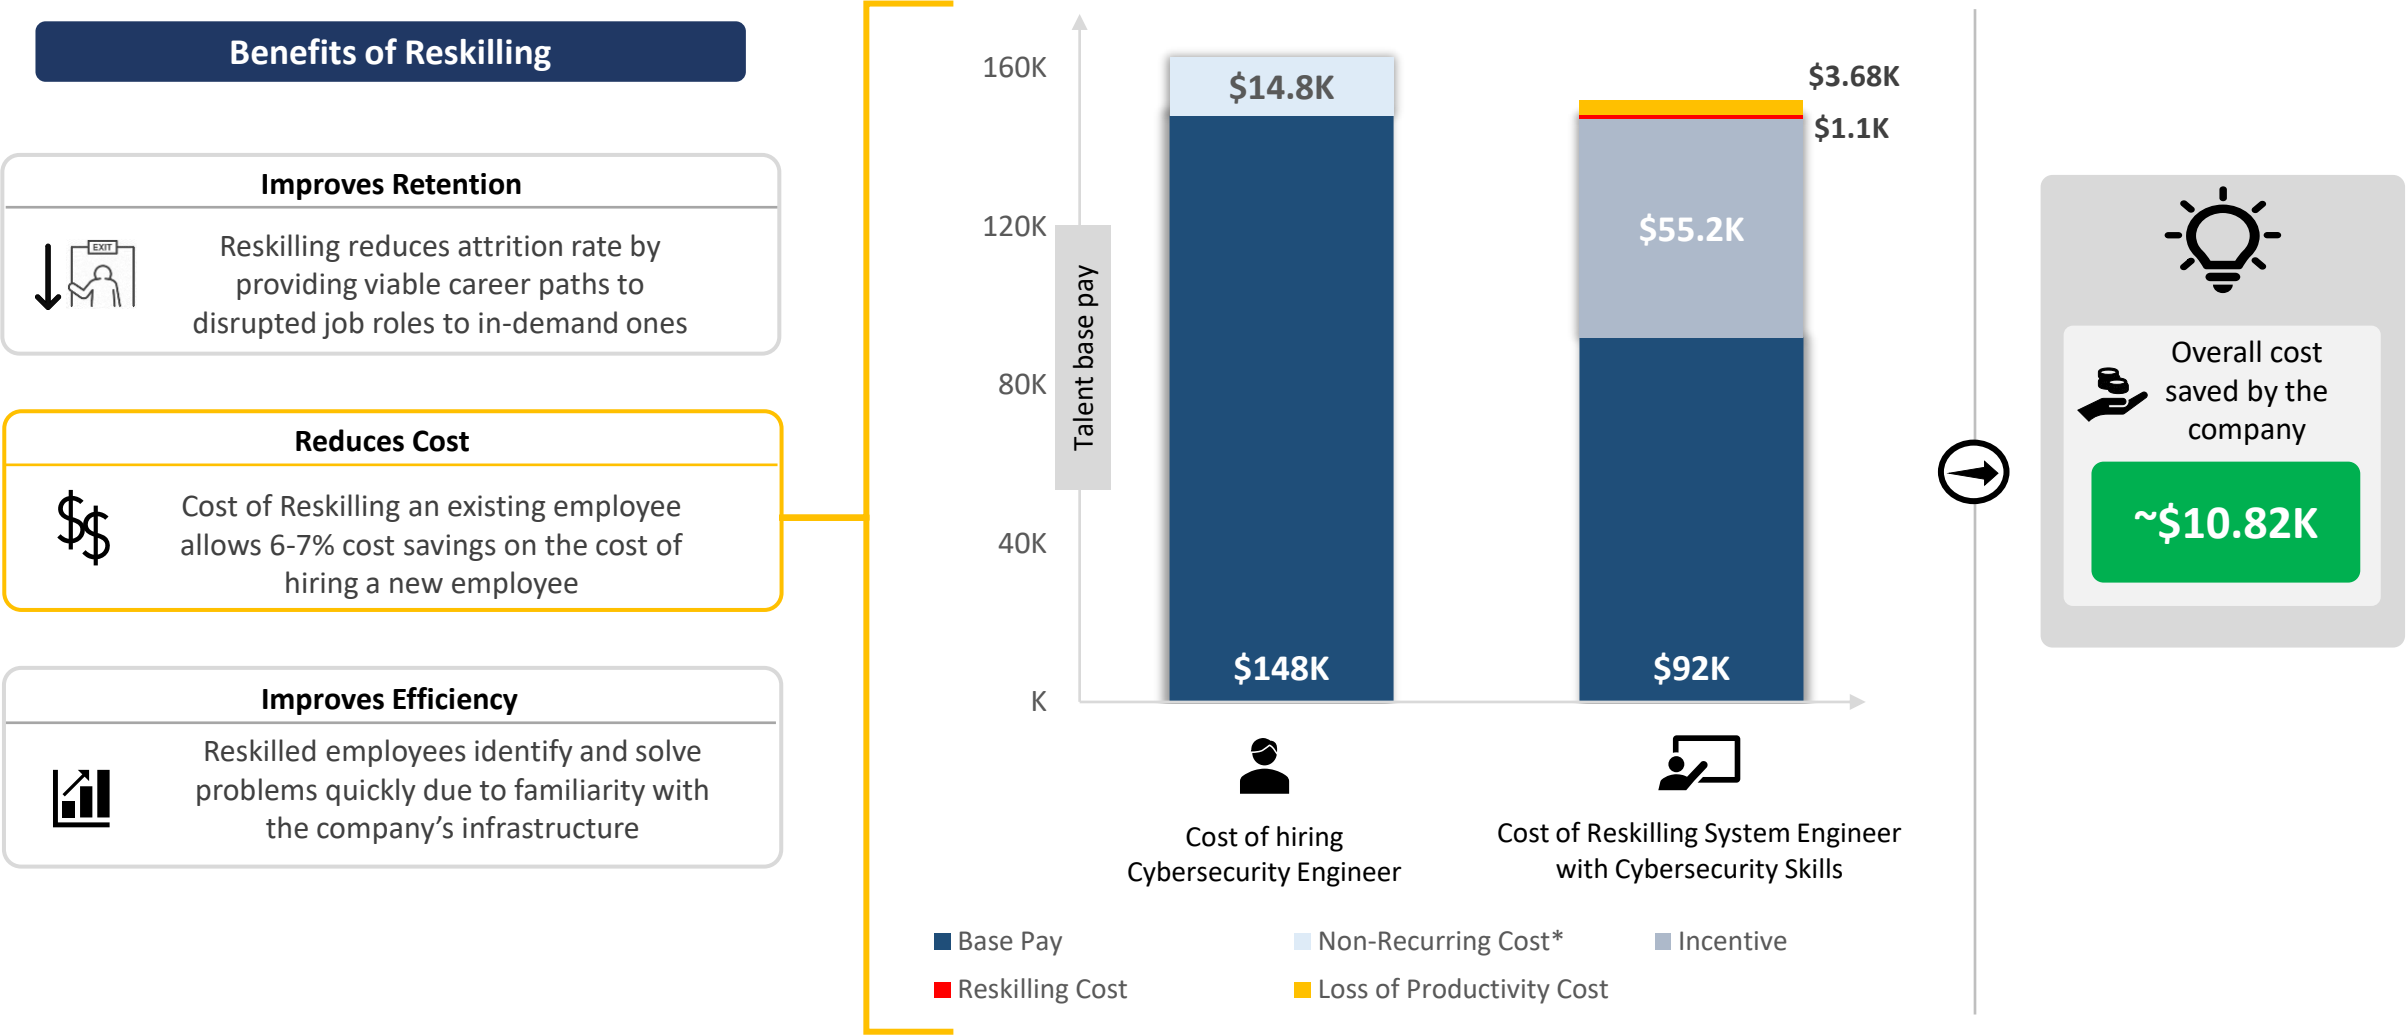 Benefits of Reskilling
Improves Retention
EXIT
Reskilling reduces attrition rate by
providing viable career paths to
disrupted job roles to in-demand ones
Reduces Cost
Cost of Reskilling an existing employee
allows 6-7% cost savings on the cost of
hiring a new employee
Improves Efficiency
Reskilled employees identify and solve
problems quickly due to familiarity with
the company’s infrastructure
160K
120K
80K
40K
K
Talent base pay
$14.8K
$148K
$3.68K
$1.1K
$55.2K
$92K
Cost of hiring
Cybersecurity Engineer
Cost of Reskilling System Engineer
with Cybersecurity Skills
Base Pay
Non-Recurring Cost*
Incentive
Reskilling Cost
Loss of Productivity Cost
Overall cost
saved by the
company
~$10.82K